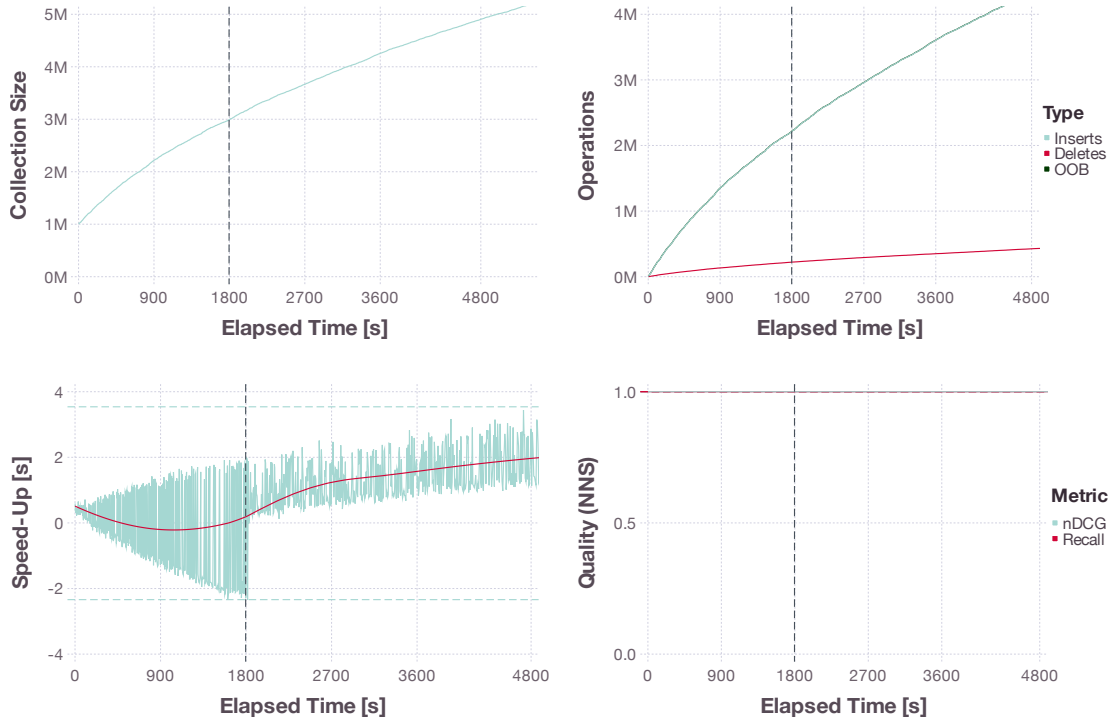 Collection Size
5M
4M
3M
2M
1M
0M
0 900 1800 2700 3600 4800
Elapsed Time [s]
Operations
4M
3M
2M
1M
0M
0 900 1800 2700 3600 4800
Elapsed Time [s]
Type
Inserts
Deletes
OOB
Speed-Up [s]
4
2
0
-2
-4
0 900 1800 2700 3600 4800
Elapsed Time [s]
Quality (NNS)
1.0
0.5
0.0
0 900 1800 2700 3600 4800
Elapsed Time [s]
Metric
nDCG
Recall